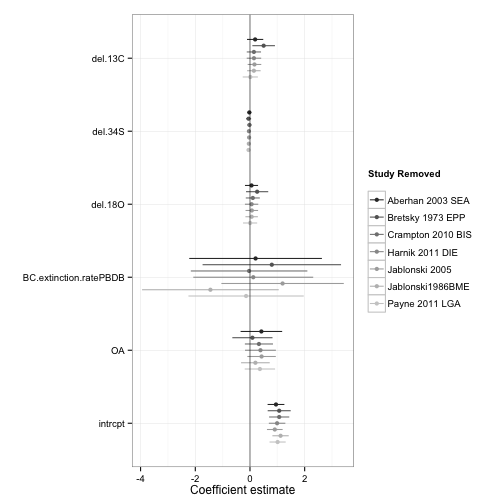 del.13C
del.34S
del.18O
BC.extinction.ratePBDB
OA
intrcpt
-4 -2 0 2
Coefficient estimate
Study Removed
Aberhan 2003 SEA
Bretsky 1973 EPP
Crampton 2010 BIS
Harnik 2011 DIE
Jablonski 2005
Jablonski1986BME
Payne 2011 LGA